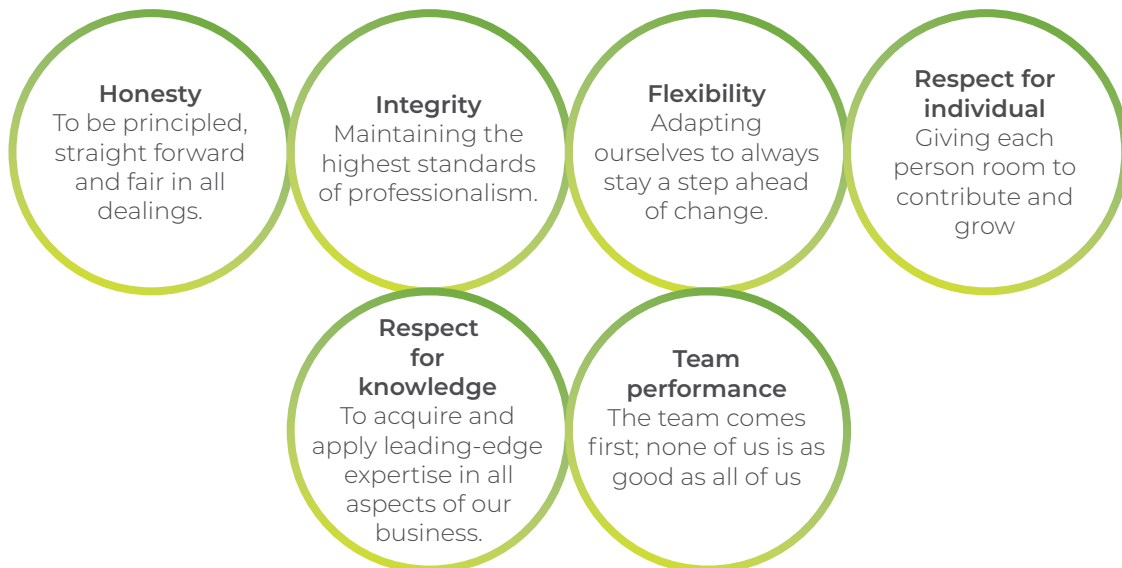 Honesty
To be principled,
straight forward
and fair in all
dealings.
Integrity
Maintaining the
highest standards
of professionalism.
Flexibility
Adapting
ourselves to always
stay a step ahead
of change.
Respect for
individual
Giving each
person room to
contribute and
grow
Respect
for
knowledge
To acquire and
apply leading-edge
expertise in all
aspects of our
business.
Team
performance
The team comes
first; none of us is as
good as all of us